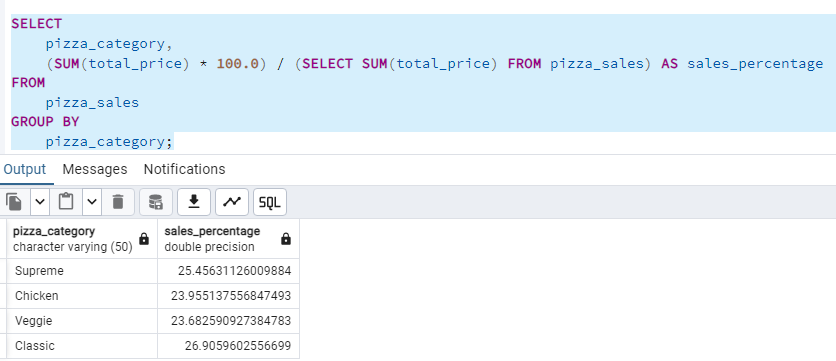 SELECT
pizza_category,
(SUM(total_price) * 100.0) / (SELECT SUM(total_price) FROM pizza_sales) AS sales_percentage
FROM
pizza_sales
GROUP BY
pizza_category;
Output Messages Notifications
SQL
pizza_category sales_percentage
character varying (50) double precision
Supreme 25.45631126009884
Chicken 23.955137556847493
Veggie 23.682590927384783
Classic 26.9059602556699